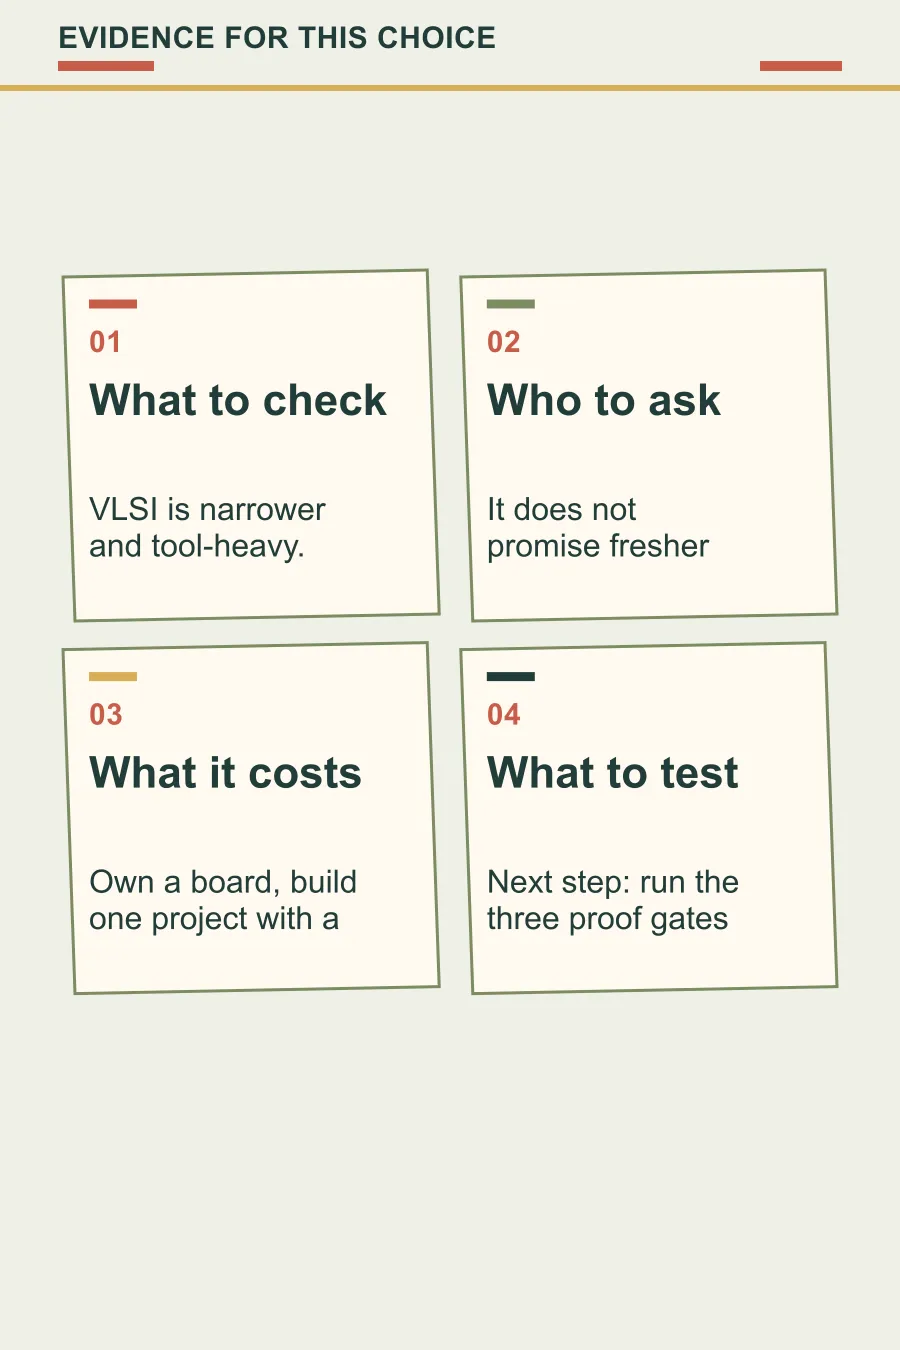 EVIDENCE FOR THIS CHOICE
01
What to check
VLSI is narrower
and tool-heavy.
02
Who to ask
It does not
promise fresher
03
What it costs
Own a board, build
one project with a
04
What to test
Next step: run the
three proof gates